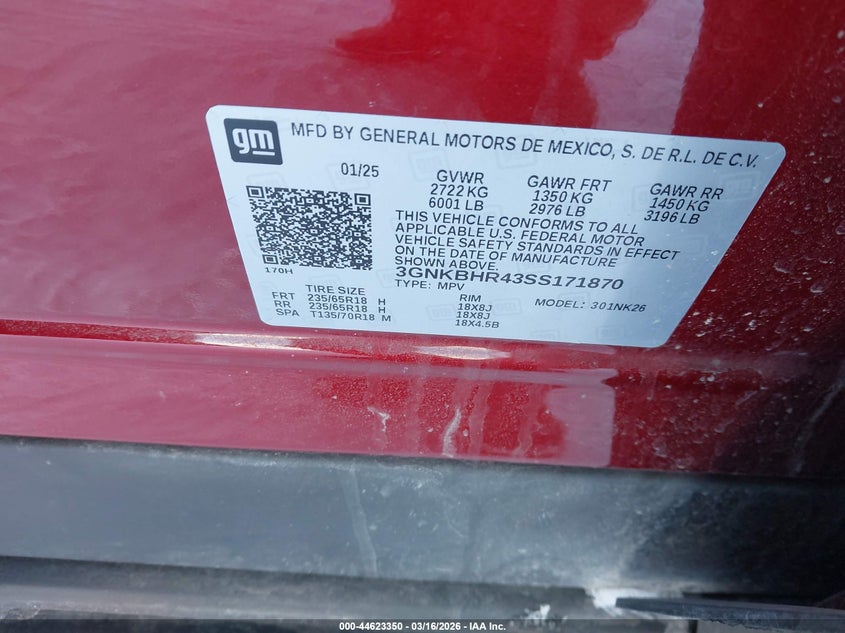 gm MFD BY GENERAL MOTORS DE MEXICO, S. DE R.L. DE C.V.
01/25 GVWR GAWR FRT GAWR RR
2722 KG 1350 KG 1450 KG
6001 LB 2976 LB 3196 LB
THIS VEHICLE CONFORMS TO ALL
APPLICABLE U.S. FEDERAL MOTOR
VEHICLE SAFETY STANDARDS IN EFFECT
ON THE DATE OF MANUFACTURE
SHOWN ABOVE.
170H 3GNKBHR43SS171870
TYPE: MPV MODEL: 301NK26
TIRE SIZE RIM
FRT 235/65R18 H 18X8J
RR 235/65R18 H 18X8J
SPA T135/70R18 M 18X4.5B
000-44623350 - 03/16/2026 - IAA Inc.